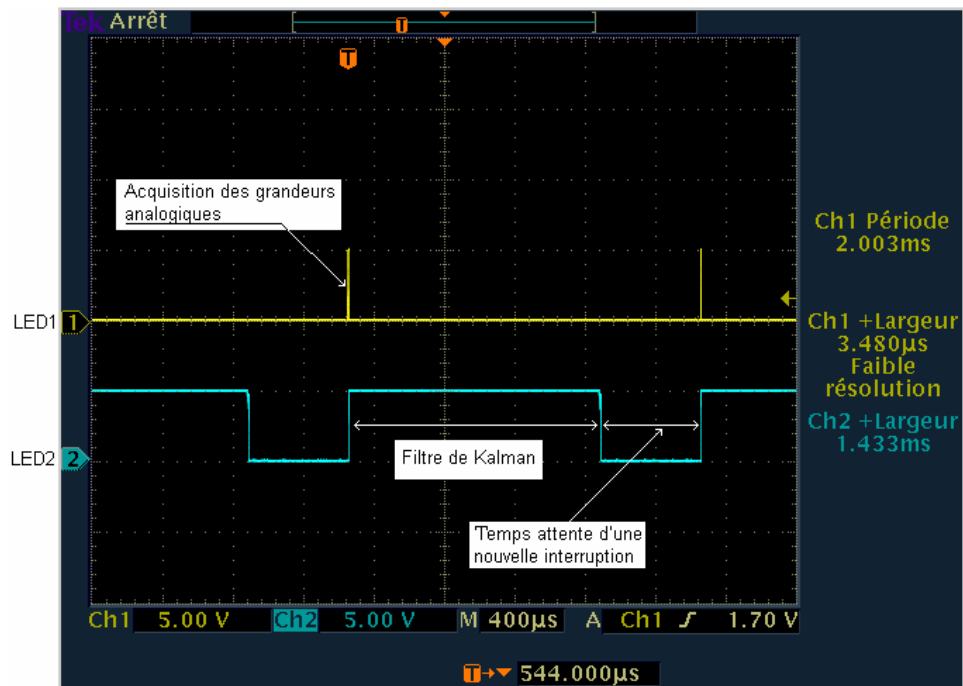 Tek Arrêt
T
T
Acquisition des grandeurs
analogiques
Ch1 Période
2.003ms
LED1 1
Ch1 +Largeur
3.480µs
Faible
résolution
Ch2 +Largeur
1.433ms
LED2 2
Filtre de Kalman
Temps attente d'une
nouvelle interruption
Ch1 5.00 V Ch2 5.00 V M 400µs A Ch1 1.70 V
T 544.000µs